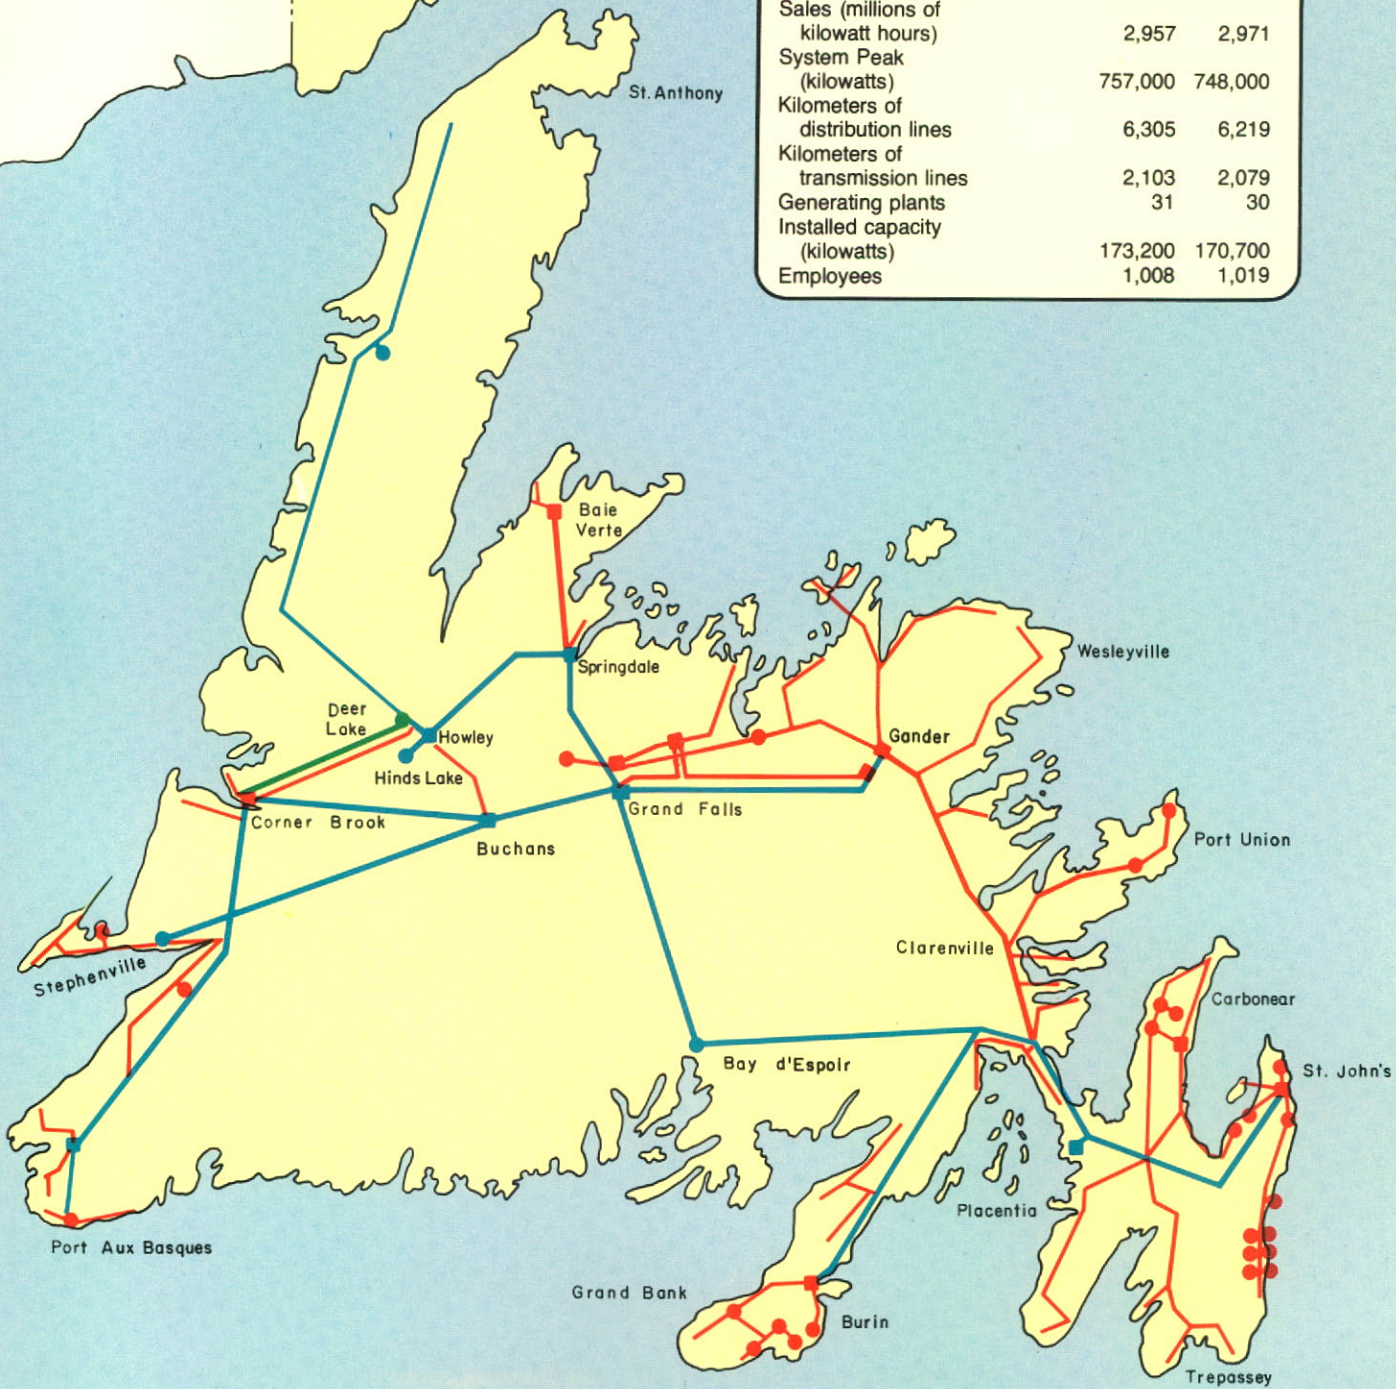 Sales (millions of
kilowatt hours) 2,957 2,971
System Peak
(kilowatts) 757,000 748,000
Kilometers of
distribution lines 6,305 6,219
Kilometers of
transmission lines 2,103 2,079
Generating plants 31 30
Installed capacity
(kilowatts) 173,200 170,700
Employees 1,008 1,019
St. Anthony
Baie
Verte
Wesleyville
Springdale
Deer
Lake
Howley
Gander
Hinds Lake
Grand Falls
Corner Brook
Port Union
Buchans
Clarenville
Stephenville
Carbonear
Bay d'Espoir
St. John's
Placentia
Port Aux Basques
Grand Bank
Burin
Trepassey